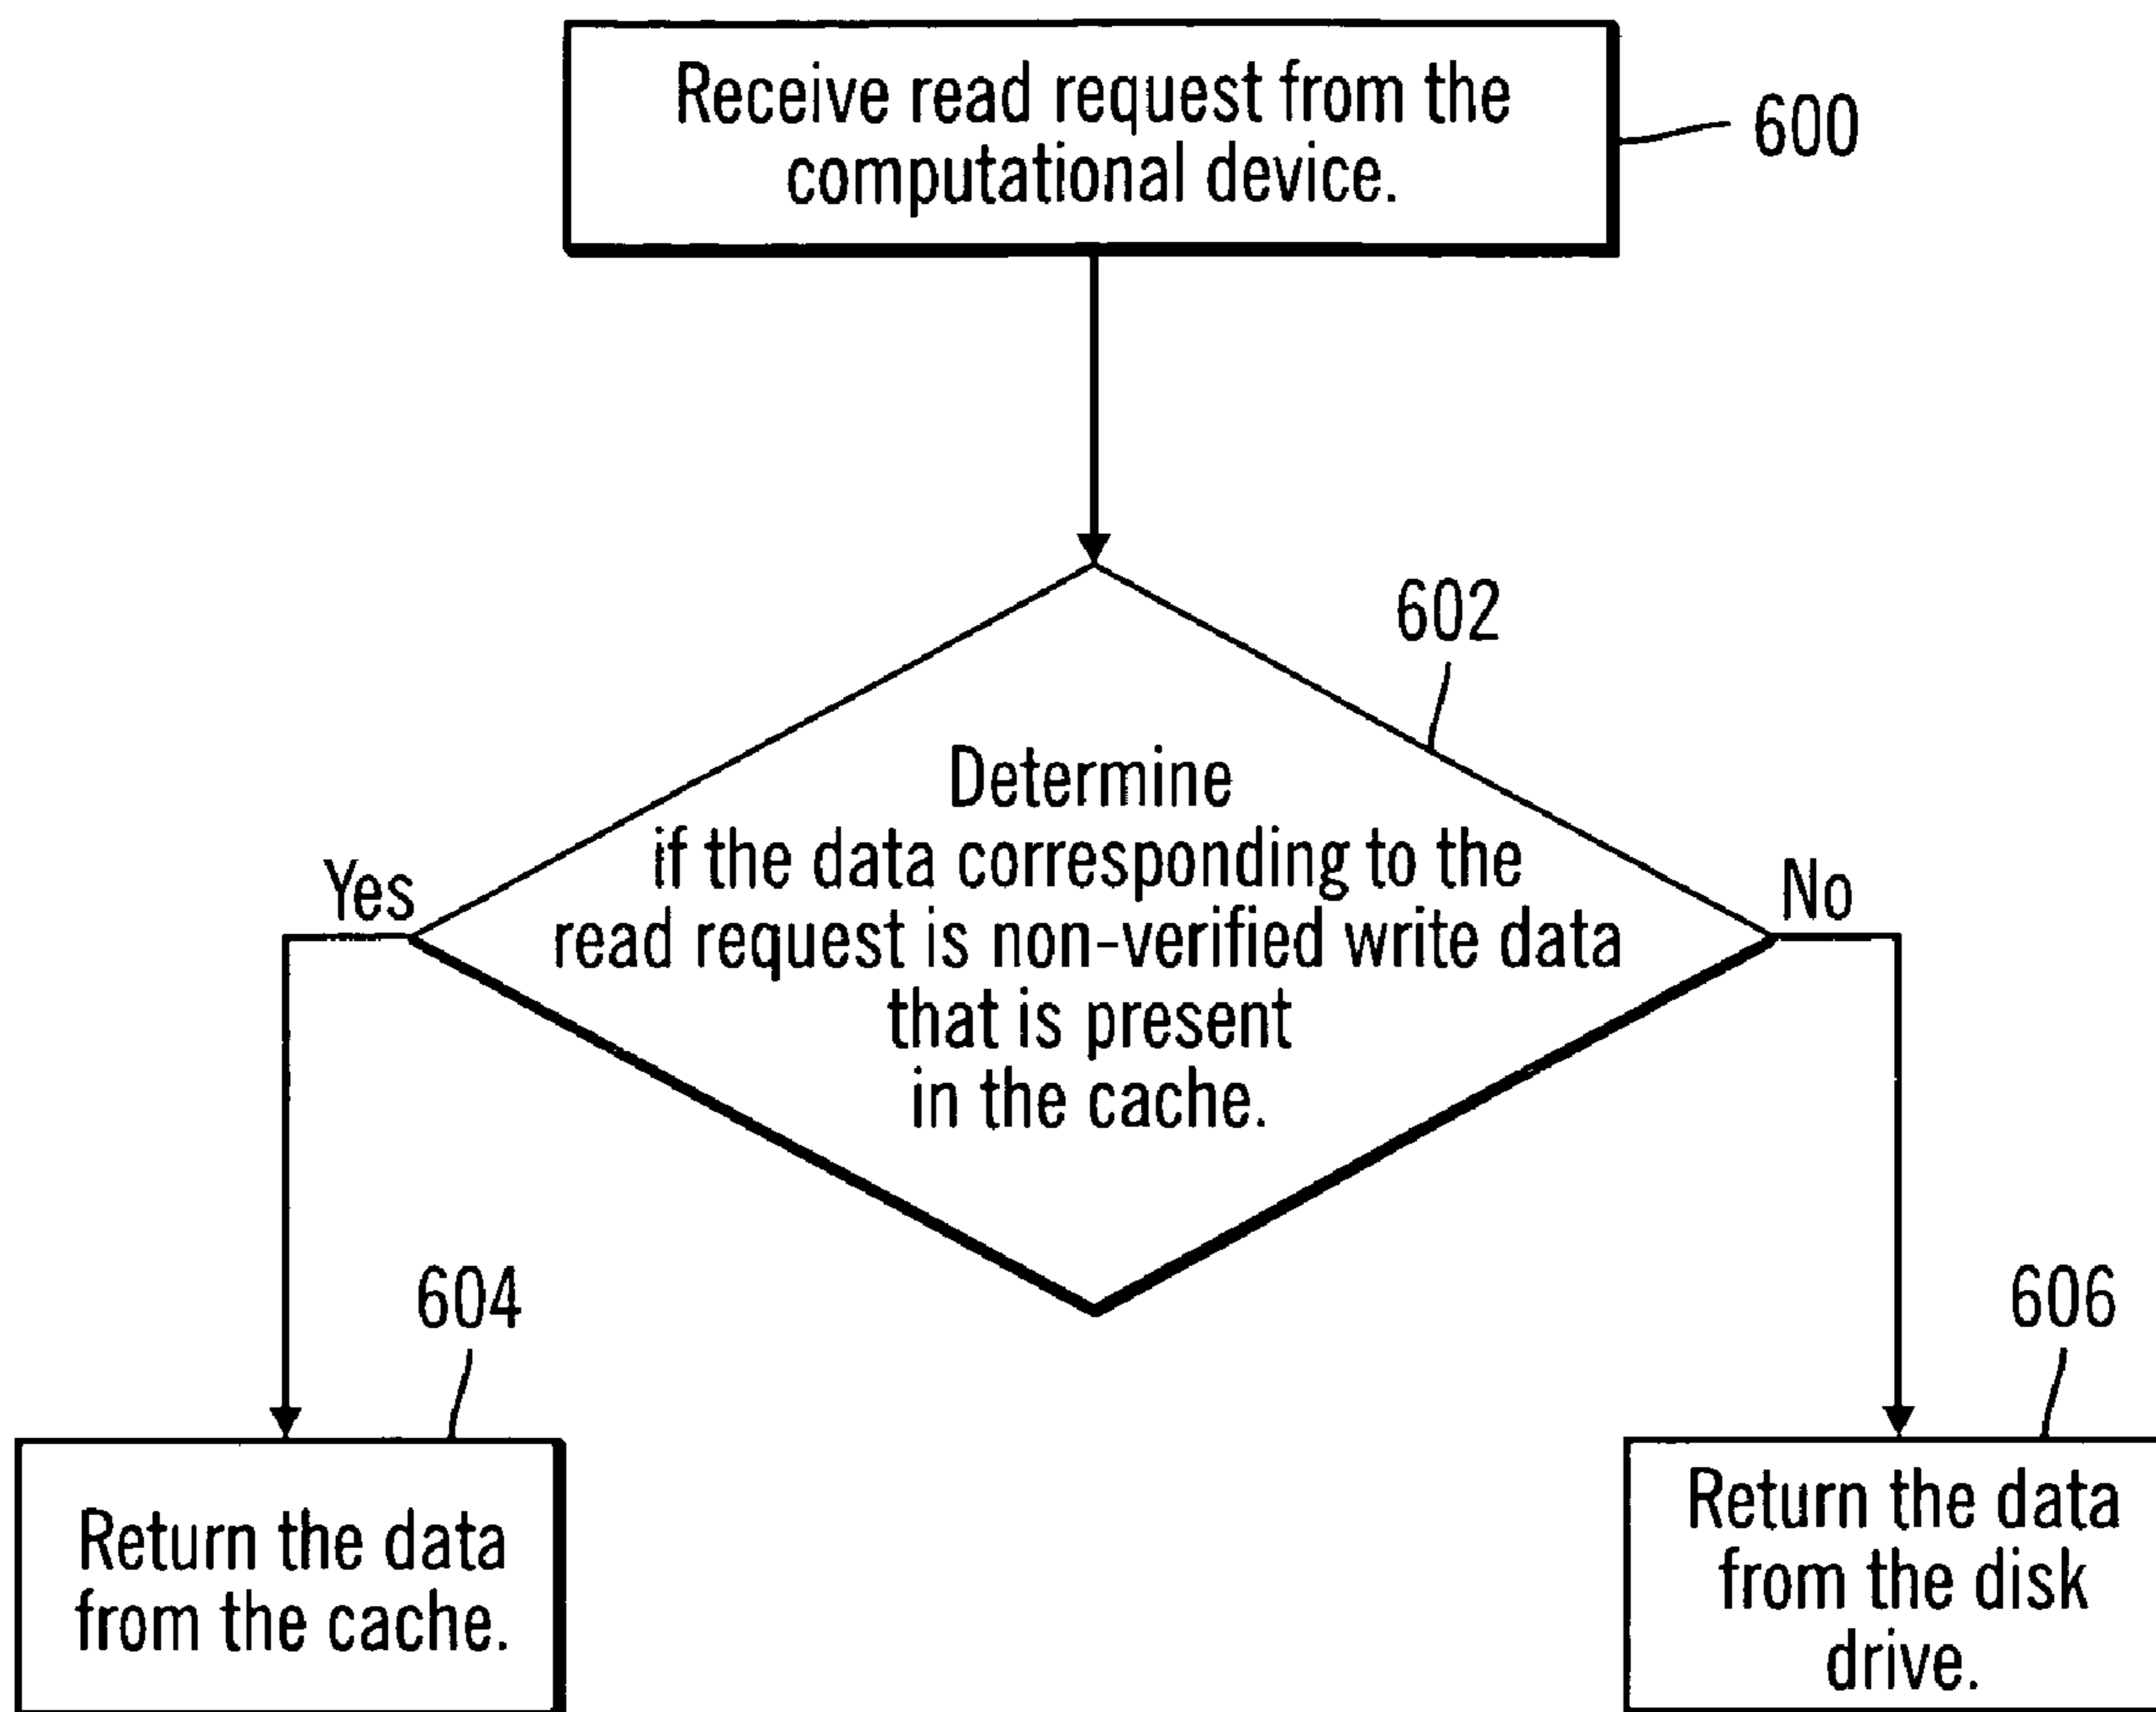 Receive read request from the
computational device.
600
602
Determine
if the data corresponding to the
read request is non-verified write data
that is present
in the cache.
Yes
No
604
606
Return the data
from the cache.
Return the data
from the disk
drive.